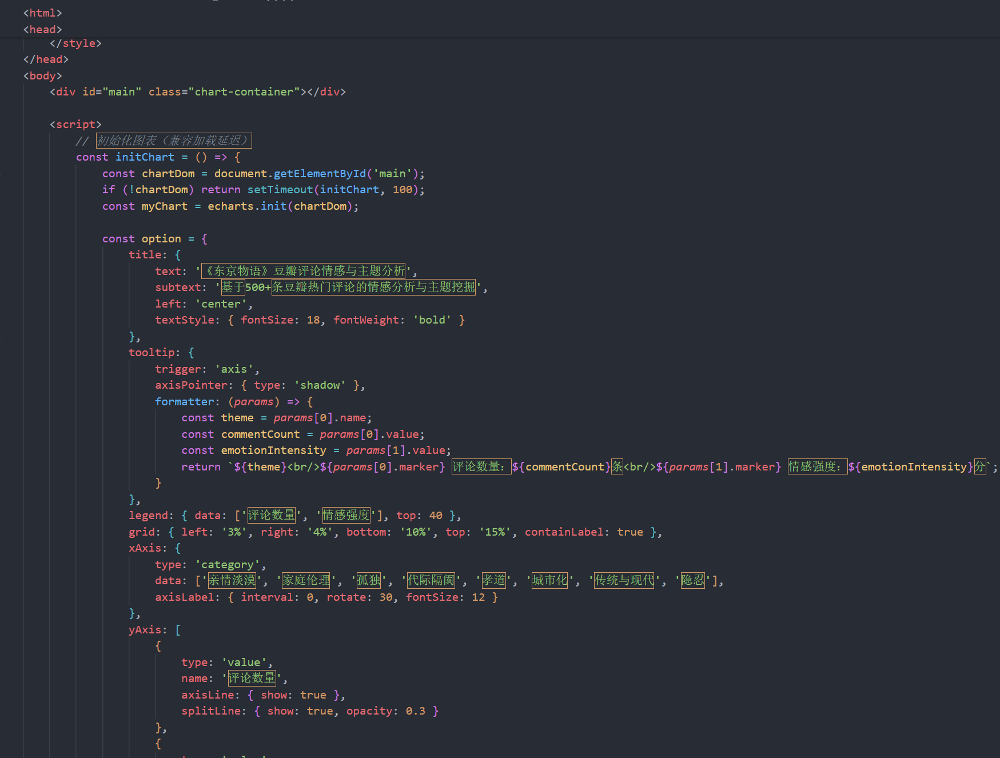 <html>
<head>
    </style>
</head>
<body>
    <div id="main" class="chart-container"></div>

    <script>
        // 初始化图表（兼容加载延迟）
        const initChart = () => {
            const chartDom = document.getElementById('main');
            if (!chartDom) return setTimeout(initChart, 100);
            const myChart = echarts.init(chartDom);

            const option = {
                title: {
                    text: '《东京物语》豆瓣评论情感与主题分析',
                    subtext: '基于500+条豆瓣热门评论的情感分析与主题挖掘',
                    left: 'center',
                    textStyle: { fontSize: 18, fontWeight: 'bold' }
                },
                tooltip: {
                    trigger: 'axis',
                    axisPointer: { type: 'shadow' },
                    formatter: (params) => {
                        const theme = params[0].name;
                        const commentCount = params[0].value;
                        const emotionIntensity = params[1].value;
                        return `${theme}<br/>${params[0].marker} 评论数量：${commentCount}条<br/>${params[1].marker} 情感强度：${emotionIntensity}分`;
                    }
                },
                legend: { data: ['评论数量', '情感强度'], top: 40 },
                grid: { left: '3%', right: '4%', bottom: '10%', top: '15%', containLabel: true },
                xAxis: {
                    type: 'category',
                    data: ['亲情淡漠', '家庭伦理', '孤独', '代际隔阂', '孝道', '城市化', '传统与现代', '隐忍'],
                    axisLabel: { interval: 0, rotate: 30, fontSize: 12 }
                },
                yAxis: [
                    {
                        type: 'value',
                        name: '评论数量',
                        axisLine: { show: true },
                        splitLine: { show: true, opacity: 0.3 }
                    },
                    {